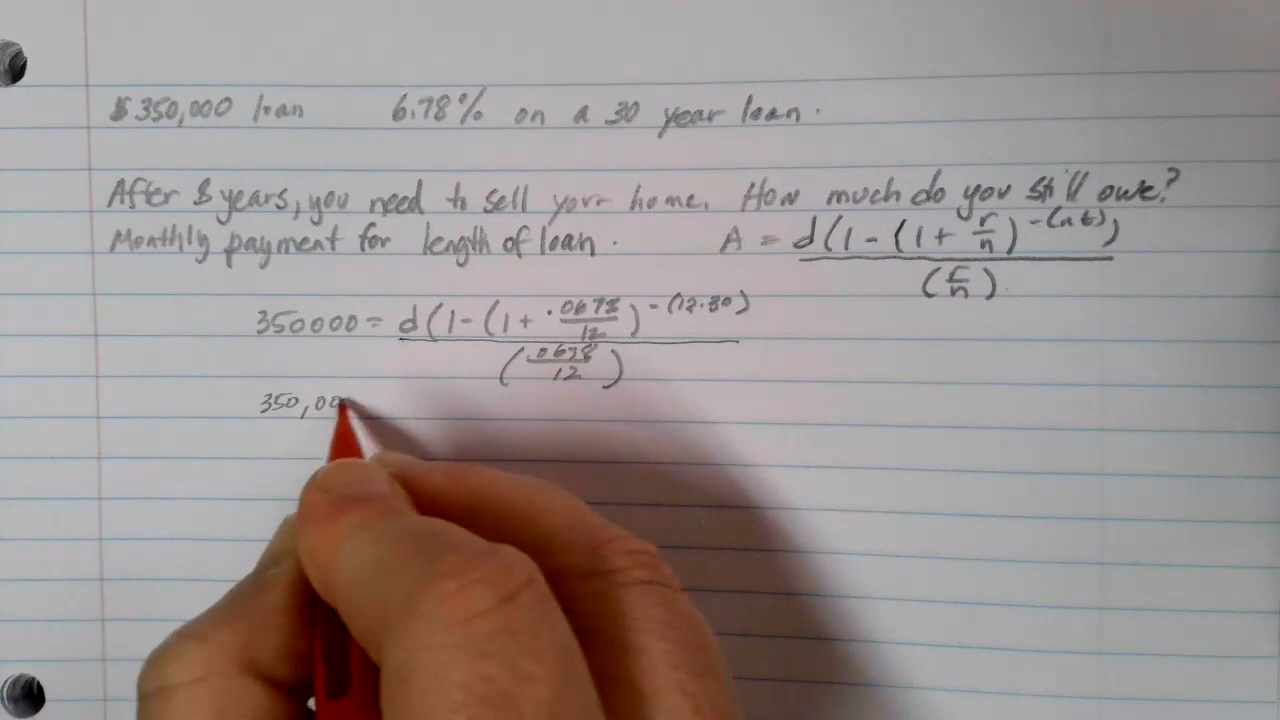 $350,000 loan 6.78% on a 30 year loan.
After 8 years, you need to sell your home. How much do you still owe?
Monthly payment for length of loan. A = d(1-(1+r/n)^-(nt)) / (r/n)
350000 = d(1-(1+.0678/12)^-(12·30) / (.0678/12)
350,00